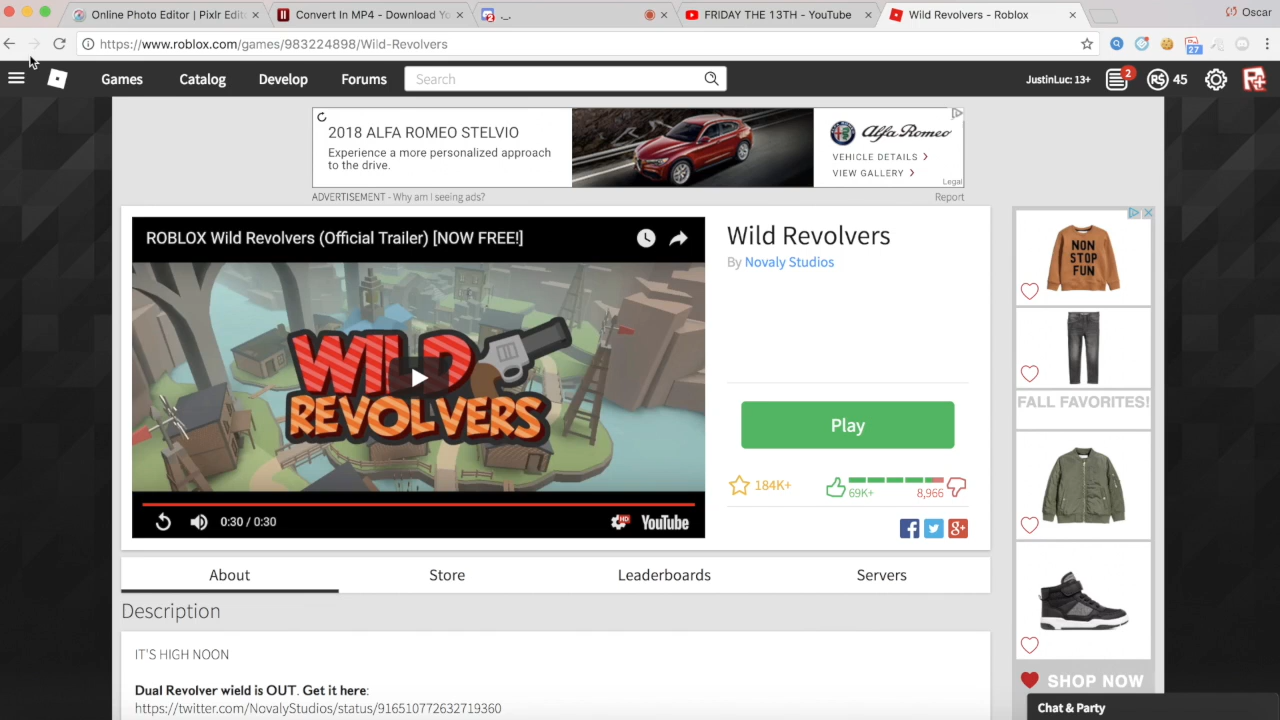 Online Photo Editor | Pixlr Edit
Convert In MP4 - Download Yo
FRIDAY THE 13TH - YouTube
Wild Revolvers - Roblox
Oscar
https://www.roblox.com/games/983224898/Wild-Revolvers
27
Games
Catalog
Develop
Forums
Search
JustinLuc: 13+
2
R$ 45
R+
2018 ALFA ROMEO STELVIO
Experience a more personalized approach
to the drive.
Alfa Romeo
VEHICLE DETAILS >
VIEW GALLERY >
Legal
ADVERTISEMENT - Why am I seeing ads?
Report
ROBLOX Wild Revolvers (Official Trailer) [NOW FREE!]
WILD
REVOLVERS
0:30 / 0:30
HD
YouTube
Wild Revolvers
By Novaly Studios
Play
184K+
69K+
8,966
NON
STOP
FUN
FALL FAVORITES!
SHOP NOW
About
Store
Leaderboards
Servers
Description
IT'S HIGH NOON
Dual Revolver wield is OUT. Get it here:
https://twitter.com/NovalyStudios/status/916510772632719360
Chat & Party